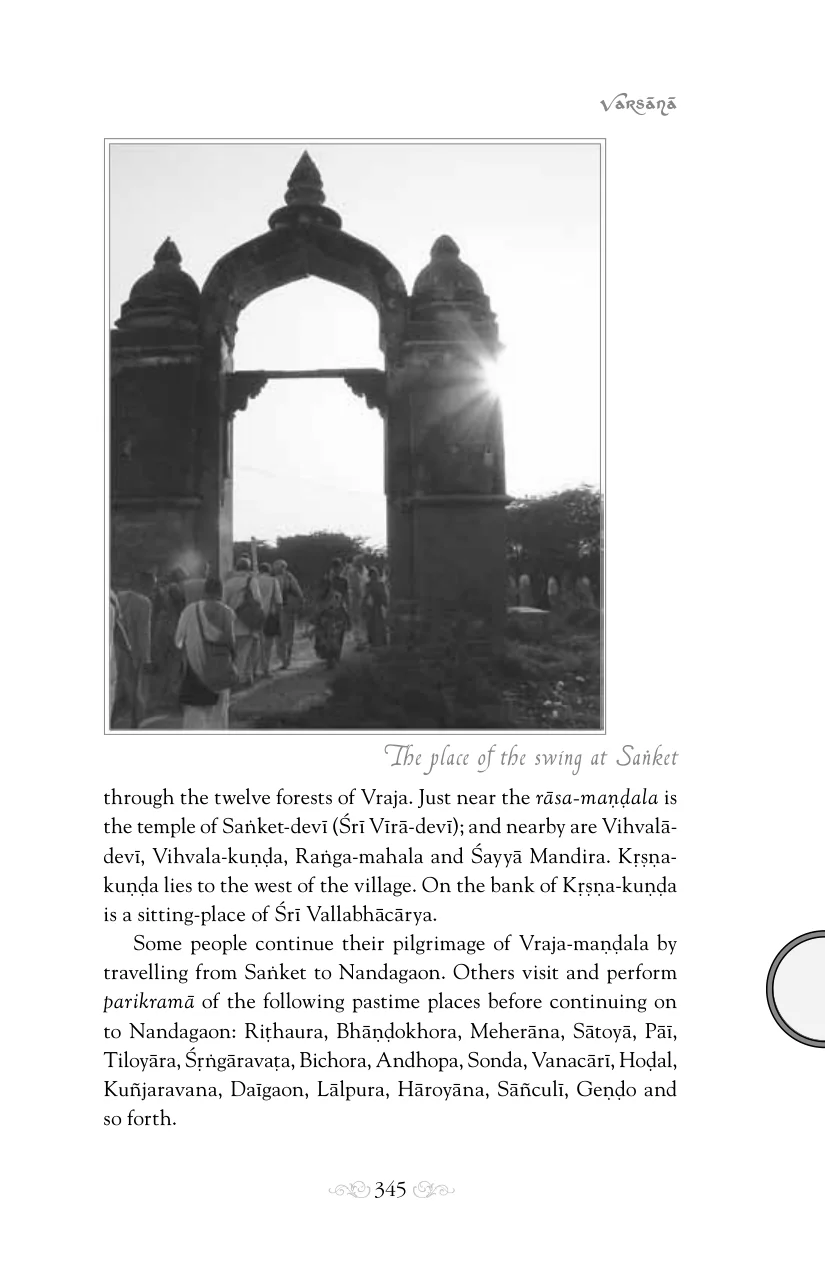 Varsāṇā
The place of the swing at Saṅket
through the twelve forests of Vraja. Just near the rāsa-maṇḍala is
the temple of Saṅket-devī (Śrī Vīrā-devī); and nearby are Vihvalā-
devī, Vihvala-kuṇḍa, Raṅga-mahala and Śayyā Mandira. Kṛṣṇa-
kuṇḍa lies to the west of the village. On the bank of Kṛṣṇa-kuṇḍa
is a sitting-place of Śrī Vallabhācārya.
Some people continue their pilgrimage of Vraja-maṇḍala by
travelling from Saṅket to Nandagaon. Others visit and perform
parikramā of the following pastime places before continuing on
to Nandagaon: Riṭhaura, Bhāṇḍokhora, Meherāna, Sātoyā, Pāī,
Tiloyāra, Śṛṅgāravaṭa, Bichora, Andhopa, Sonda, Vanacārī, Hoḍal,
Kuñjaravana, Daīgaon, Lālpura, Hāroyāna, Sāñculī, Geṇḍo and
so forth.
345